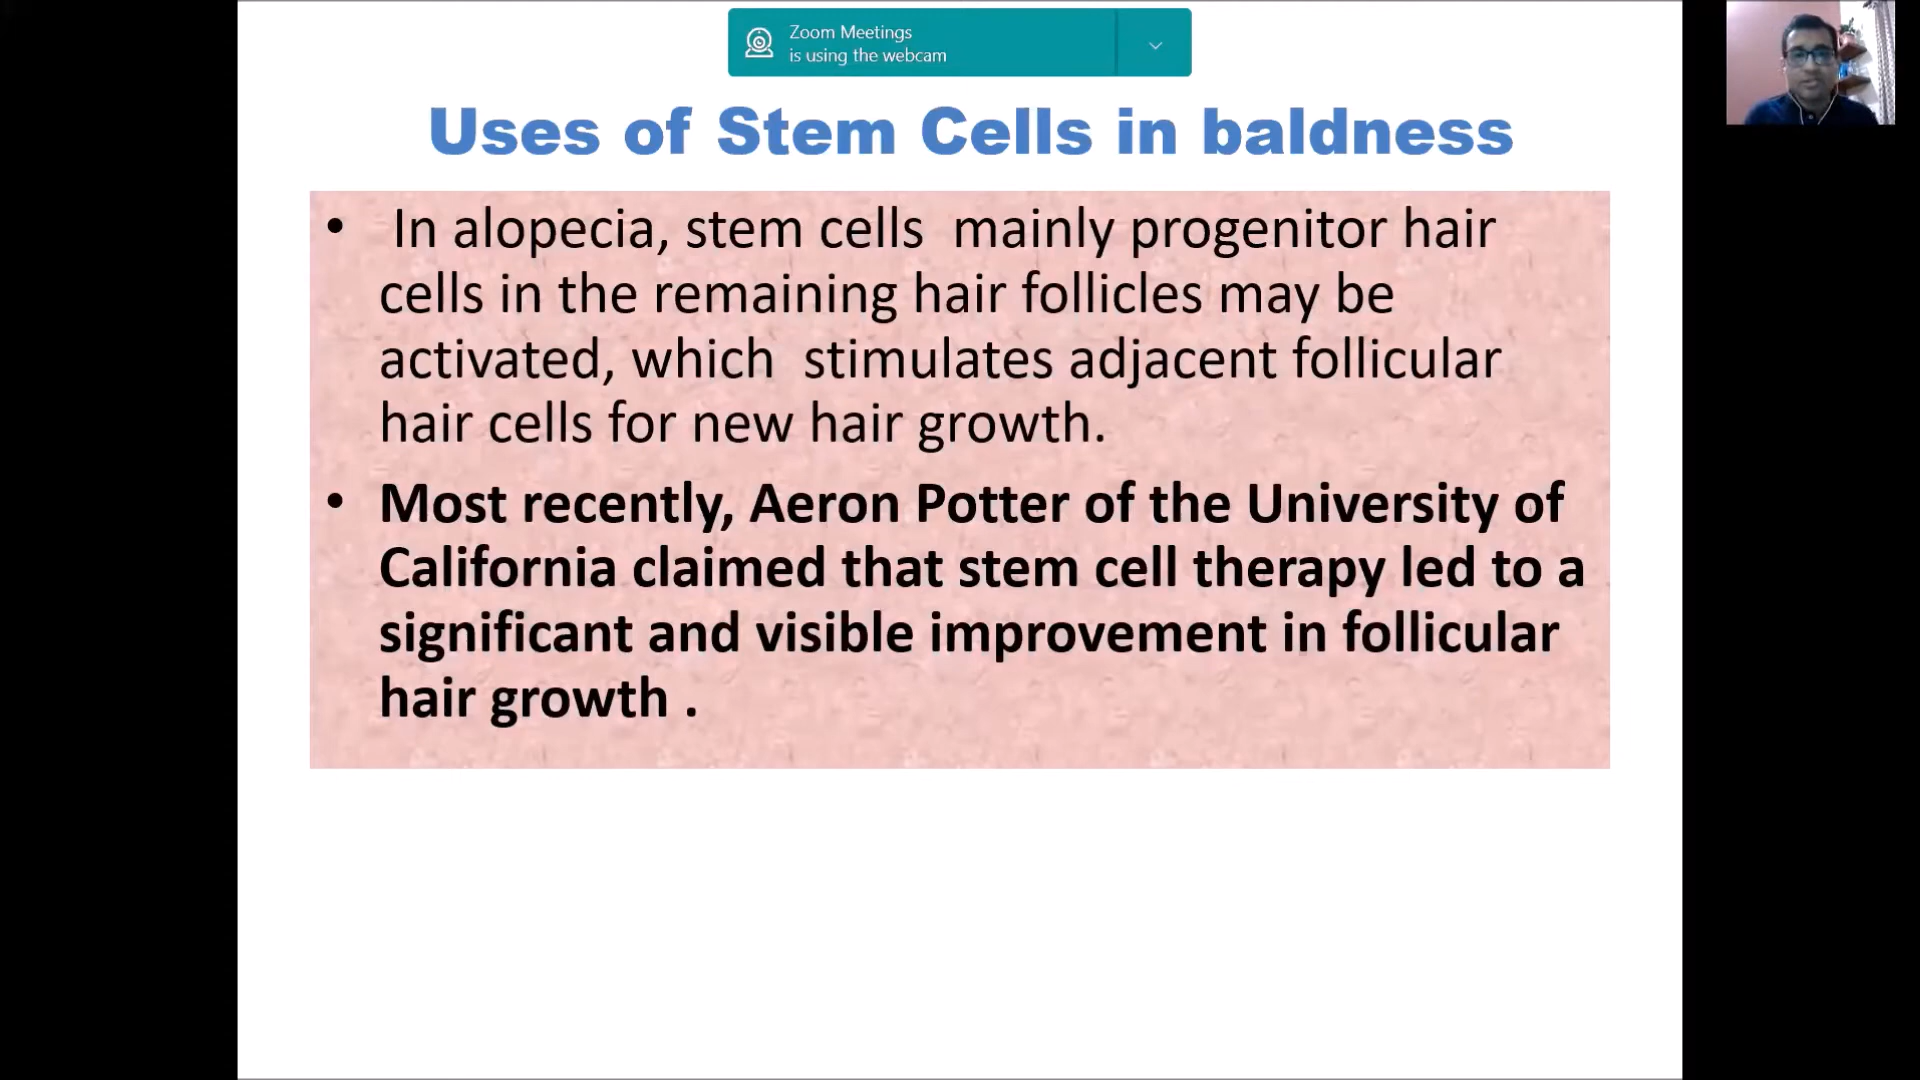 Zoom Meetings
is using the webcam
Uses of Stem Cells in baldness
• In alopecia, stem cells mainly progenitor hair
cells in the remaining hair follicles may be
activated, which stimulates adjacent follicular
hair cells for new hair growth.
• Most recently, Aeron Potter of the University of
California claimed that stem cell therapy led to a
significant and visible improvement in follicular
hair growth .